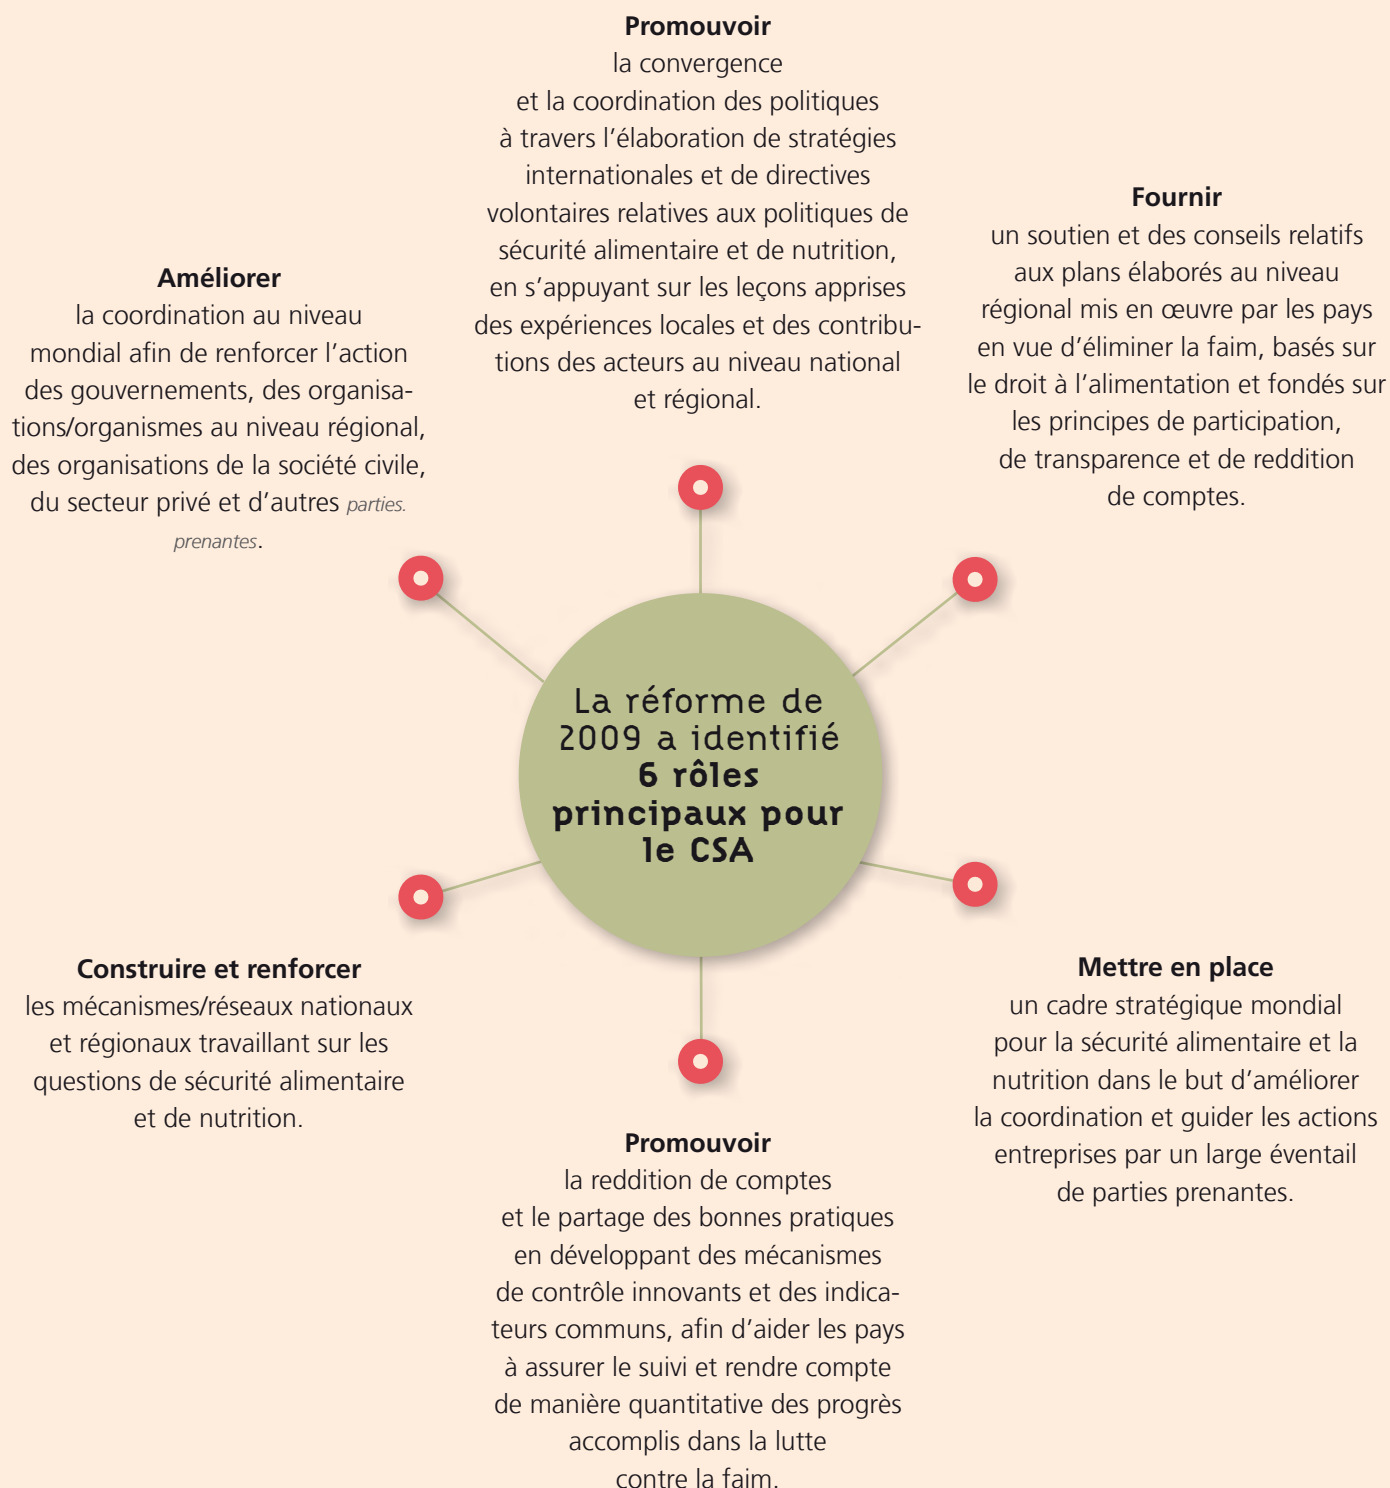 Promouvoir
la convergence
et la coordination des politiques
à travers l’élaboration de stratégies
internationales et de directives
volontaires relatives aux politiques de
sécurité alimentaire et de nutrition,
en s’appuyant sur les leçons apprises
des expériences locales et des contribu-
tions des acteurs au niveau national
et régional.
Fournir
un soutien et des conseils relatifs
aux plans élaborés au niveau
régional mis en œuvre par les pays
en vue d’éliminer la faim, basés sur
le droit à l’alimentation et fondés sur
les principes de participation,
de transparence et de reddition
de comptes.
Améliorer
la coordination au niveau
mondial afin de renforcer l’action
des gouvernements, des organisa-
tions/organismes au niveau régional,
des organisations de la société civile,
du secteur privé et d’autres parties.
prenantes.
La réforme de
2009 a identifié
6 rôles
principaux pour
le CSA
Construire et renforcer
les mécanismes/réseaux nationaux
et régionaux travaillant sur les
questions de sécurité alimentaire
et de nutrition.
Mettre en place
un cadre stratégique mondial
pour la sécurité alimentaire et la
nutrition dans le but d’améliorer
la coordination et guider les actions
entreprises par un large éventail
de parties prenantes.
Promouvoir
la reddition de comptes
et le partage des bonnes pratiques
en développant des mécanismes
de contrôle innovants et des indica-
teurs communs, afin d’aider les pays
à assurer le suivi et rendre compte
de manière quantitative des progrès
accomplis dans la lutte
contre la faim.